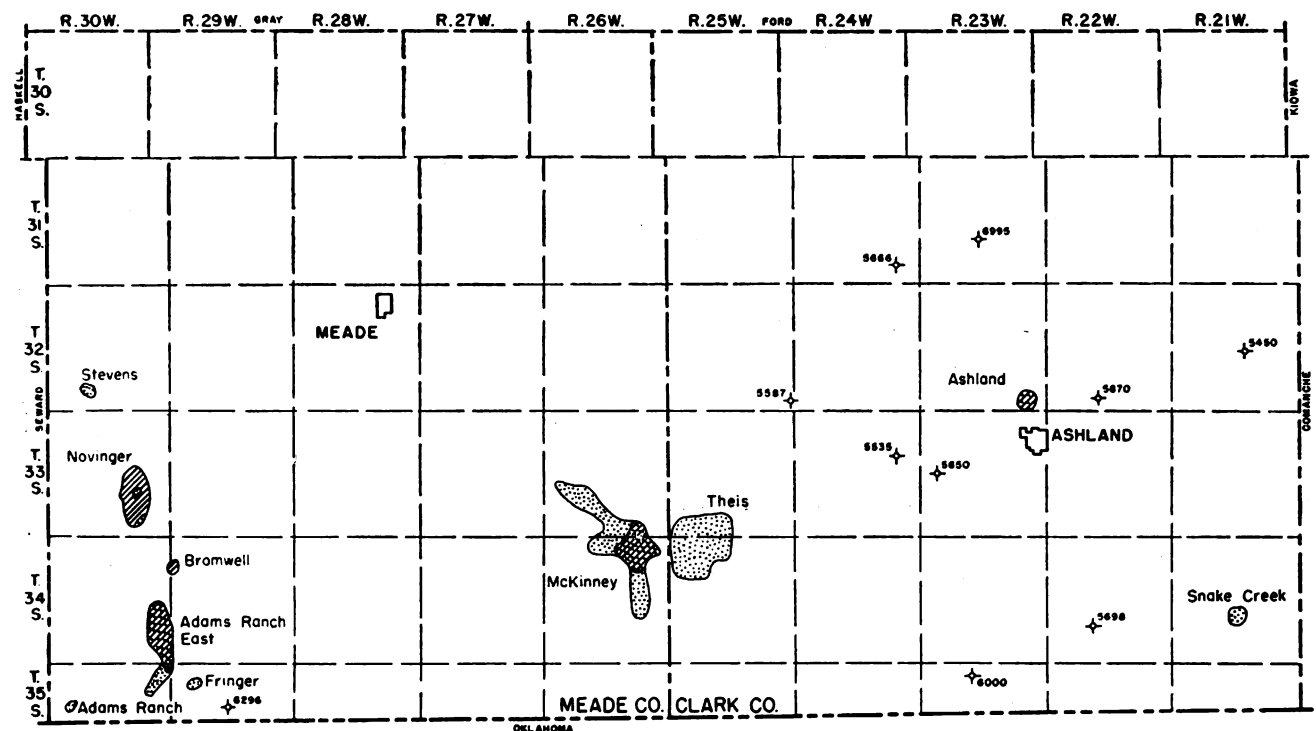 R.30W. R.29W. GRAY R.28W. R.27W. R.26W. R.25W. FORD R.24W R.23W. R.22W. R.21W.
HASKELL
T.
30
S.
KIOWA
T.
31
S.
6995
5666
MEADE
T
32
S.
5450
Stevens
Ashland
5587
5670
SEWARD
COMANCHE
ASHLAND
T.
33
S.
Novinger
5535
5650
Theis
Bromwell
McKinney
T.
34
S.
Snake Creek
Adams Ranch
East
5698
T.
35
S.
Fringer
6000
Adams Ranch
6296
MEADE CO. CLARK CO.
OKLAHOMA